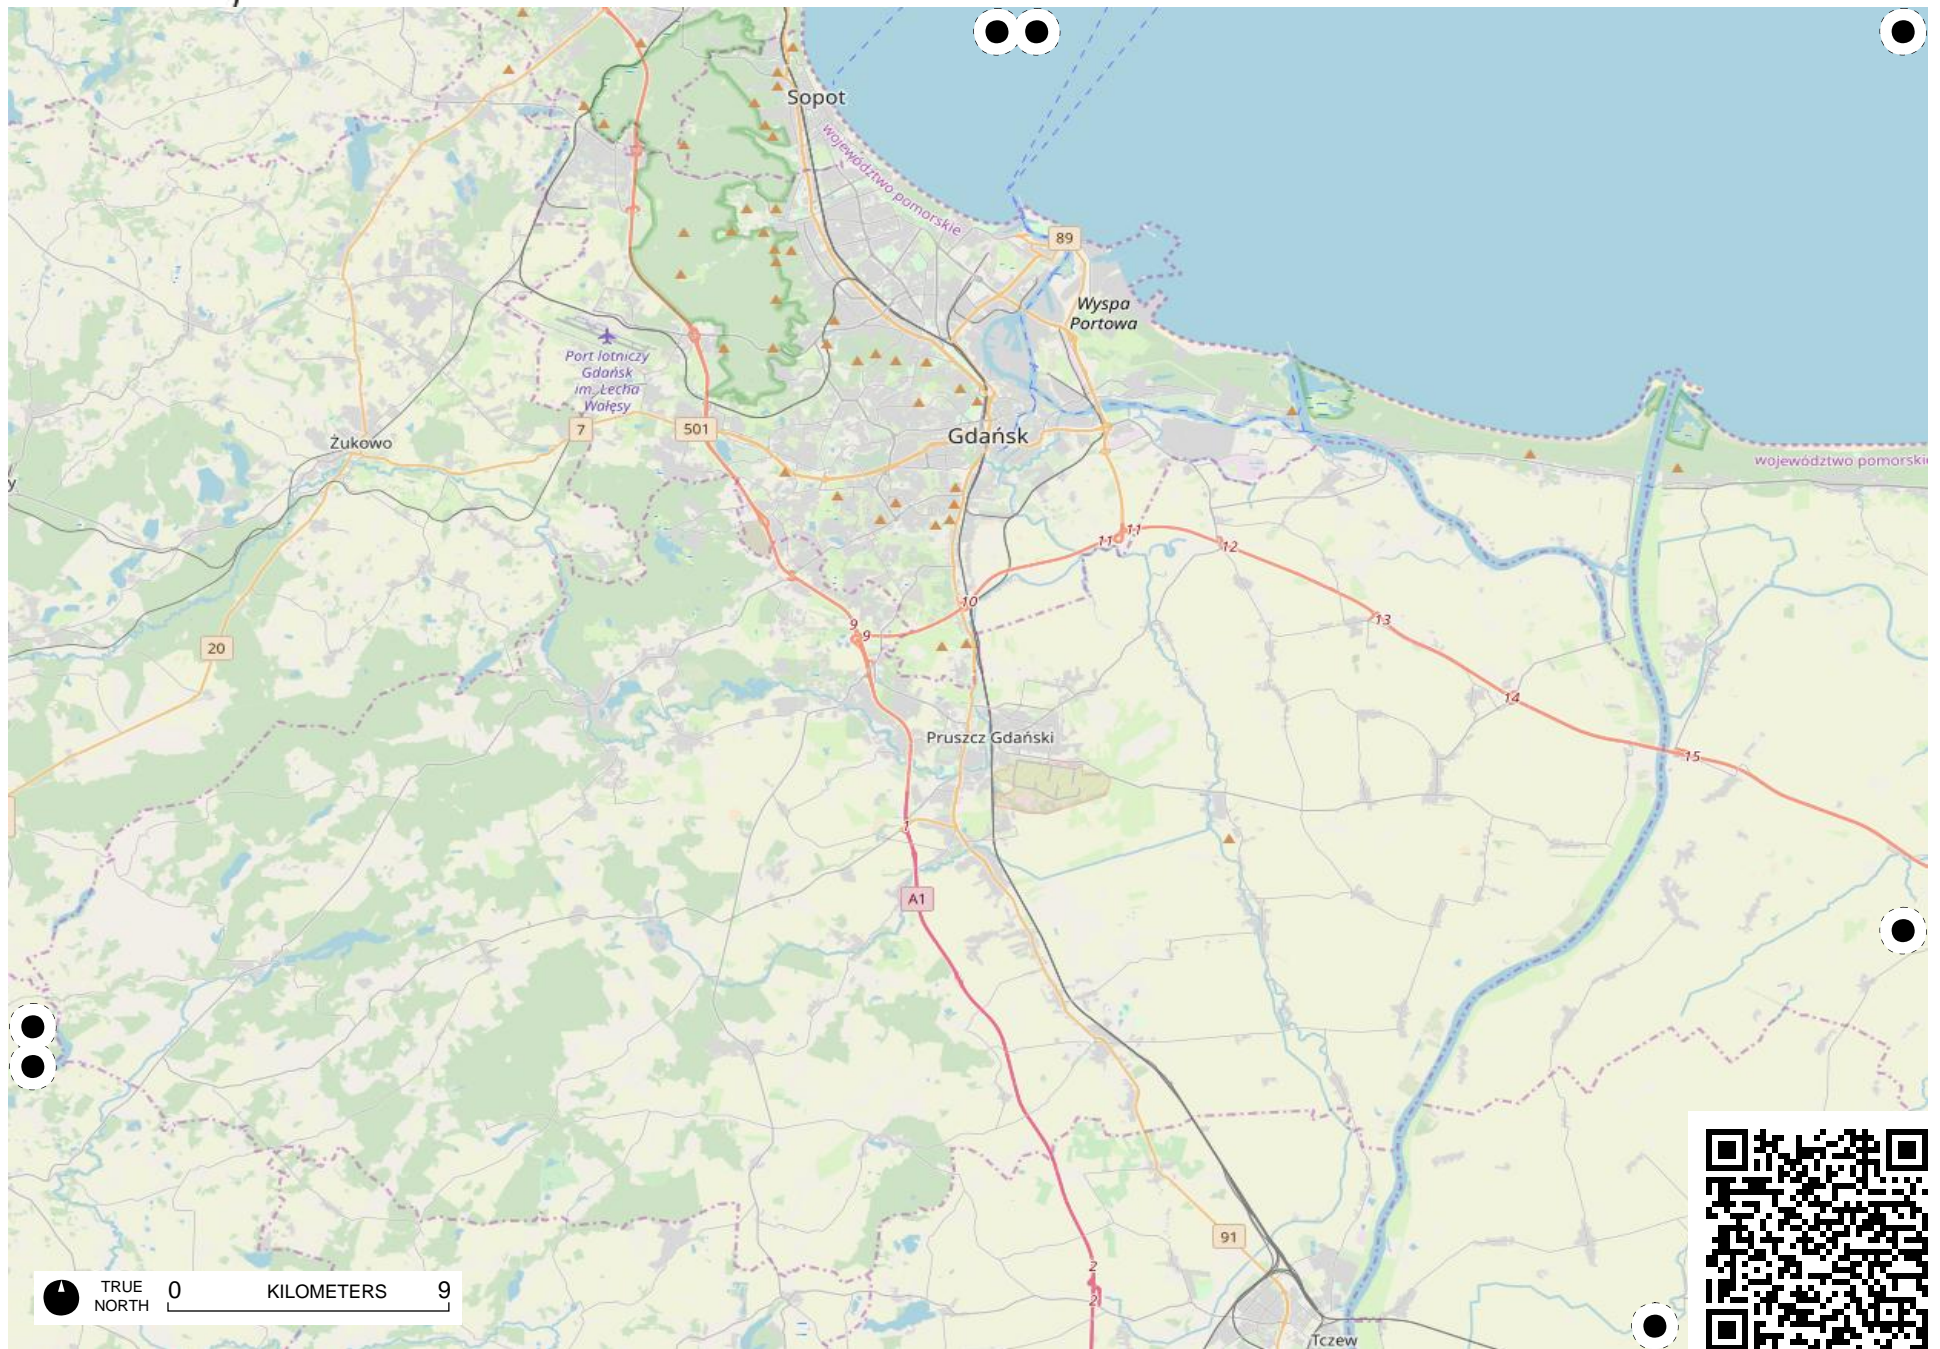 Sopot
województwo pomorskie
89
Wyspa
Portowa
Port lotniczy
Gdańsk
im. Lecha
Wałęsy
7
501
Żukowo
Gdańsk
województwo pomorskie
y
11
11
12
10
13
9
9
20
14
Pruszcz Gdański
15
1
A1
91
2
2
TRUE
NORTH
0 KILOMETERS 9
Tczew